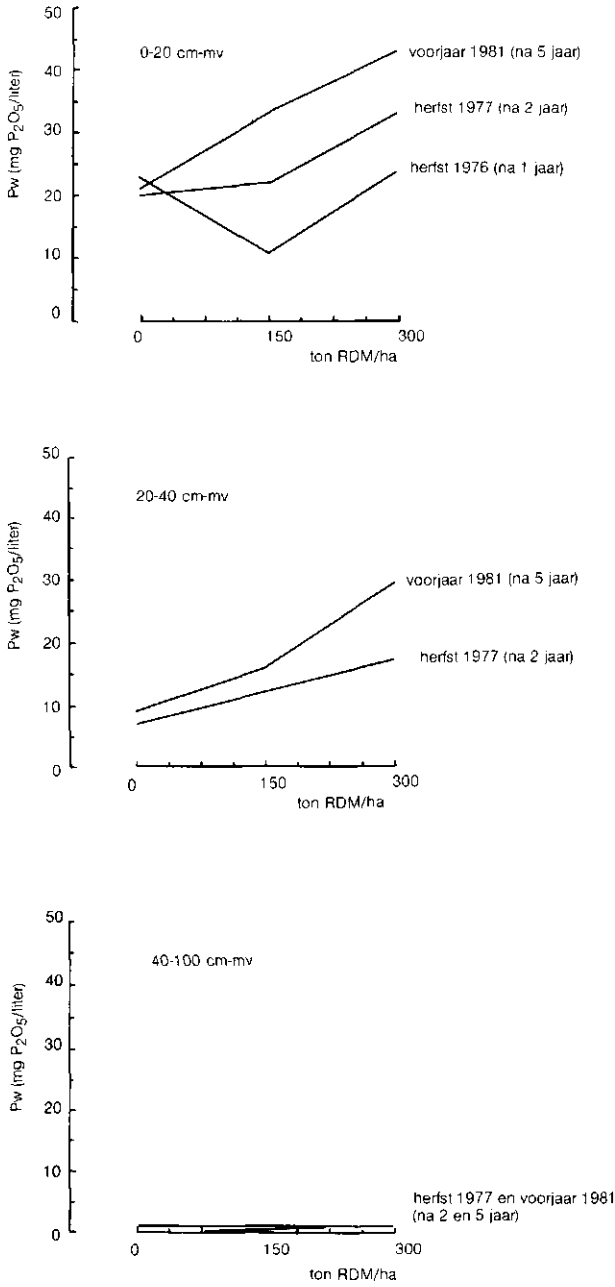 50
40
30
20
10
0
Pw (mg P₂O₅/liter)
0-20 cm-mv
voorjaar 1981 (na 5 jaar)
herfst 1977 (na 2 jaar)
herfst 1976 (na 1 jaar)
0 150 300
ton RDM/ha
50
40
30
20
10
0
Pw (mg P₂O₅/liter)
20-40 cm-mv
voorjaar 1981 (na 5 jaar)
herfst 1977 (na 2 jaar)
0 150 300
ton RDM/ha
50
40
30
20
10
0
Pw (mg P₂O₅/liter)
40-100 cm-mv
herfst 1977 en voorjaar 1981
(na 2 en 5 jaar)
0 150 300
ton RDM/ha